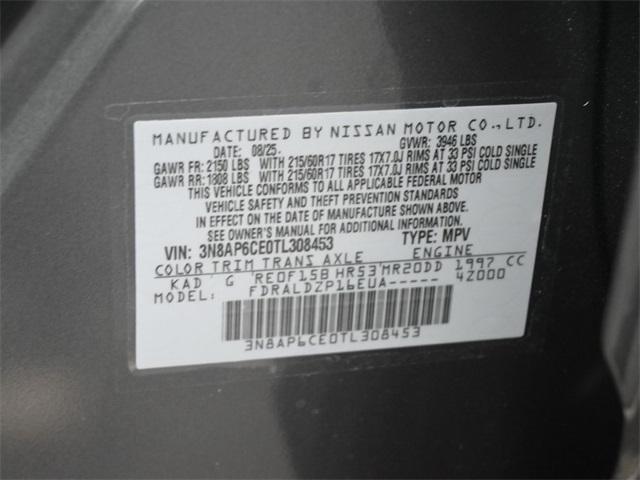 MANUFACTURED BY NISSAN MOTOR CO.,LTD.
DATE: 08/25. GVWR: 3946 LBS
GAWR FR: 2150 LBS WITH 215/60R17 TIRES 17X7.0J RIMS AT 33 PSI COLD SINGLE
GAWR RR: 1808 LBS WITH 215/60R17 TIRES 17X7.0J RIMS AT 33 PSI COLD SINGLE
THIS VEHICLE CONFORMS TO ALL APPLICABLE FEDERAL MOTOR
VEHICLE SAFETY AND THEFT PREVENTION STANDARDS
IN EFFECT ON THE DATE OF MANUFACTURE SHOWN ABOVE.
SEE OWNER'S MANUAL FOR ADDITIONAL INFORMATION
VIN: 3N8AP6CE0TL308453 TYPE: MPV
COLOR TRIM TRANS AXLE ENGINE
KAD G RE0F15B HR53 MR20DD 1997 CC
MODEL: FDRALDZP16EUA----- 4Z000
3N8AP6CE0TL308453